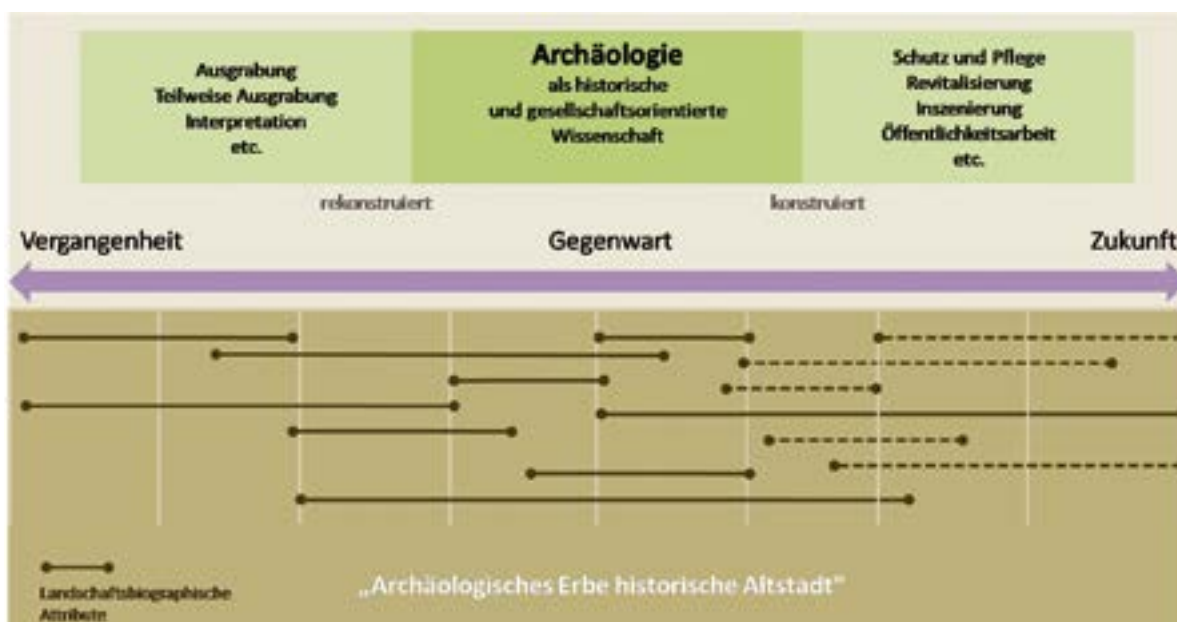 Ausgrabung
Teilweise Ausgrabung
Interpretation
etc.
Archäologie
als historische
und gesellschaftsorientierte
Wissenschaft
Schutz und Pflege
Revitalisierung
Inszenierung
Öffentlichkeitsarbeit
etc.
rekonstruiert
konstruiert
Vergangenheit
Gegenwart
Zukunft
Landschaftsbiographische
Attribute
„Archäologisches Erbe historische Altstadt"